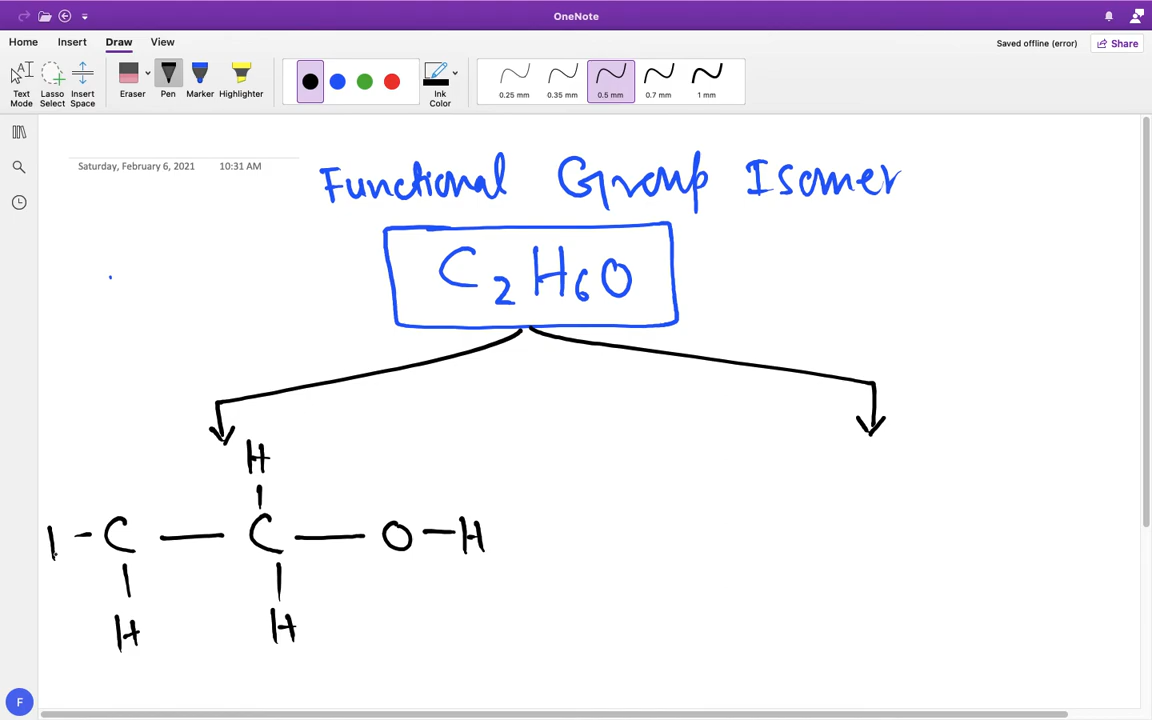 OneNote
Home Insert Draw View
Saved offline (error) Share
Text Mode Lasso Select Insert Space Eraser Pen Marker Highlighter Ink Color 0.25 mm 0.35 mm 0.5 mm 0.7 mm 1 mm
Saturday, February 6, 2021 10:31 AM
Functional Group Isomer
C2H6O
H
C — C — O — H
H H
F